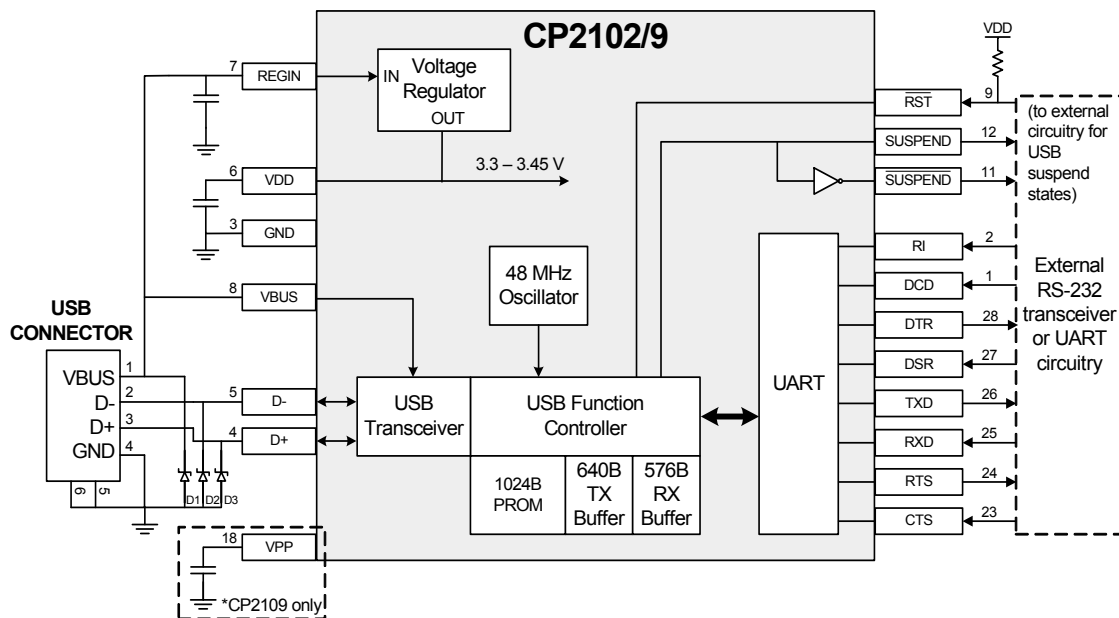 CP2102/9
VDD
7
REGIN
IN
Voltage
Regulator
OUT
9
RST
(to external
circuitry for
USB
suspend
states)
12
SUSPEND
11
SUSPEND
6
VDD
3.3 – 3.45 V
3
GND
48 MHz
Oscillator
8
VBUS
USB
CONNECTOR
VBUS
D-
D+
GND
1
2
3
4
6
5
D1
D2
D3
5
D-
4
D+
USB
Transceiver
USB Function
Controller
1024B
PROM
640B
TX
Buffer
576B
RX
Buffer
UART
RI
2
DCD
1
DTR
28
DSR
27
TXD
26
RXD
25
RTS
24
CTS
23
External
RS-232
transceiver
or UART
circuitry
18
VPP
*CP2109 only